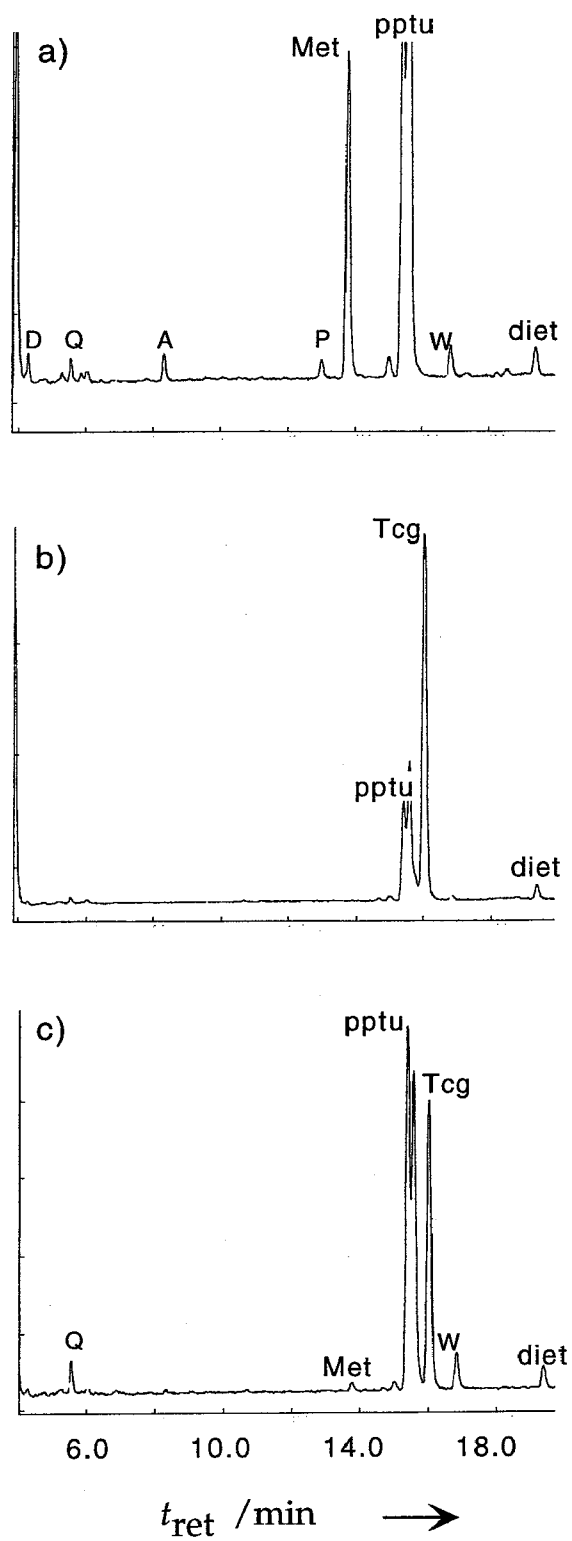 a)
Met
pptu
D
Q
A
P
W
diet
b)
Tcg
pptu
diet
c)
pptu
Tcg
Q
Met
W
diet
6.0 10.0 14.0 18.0
tret /min